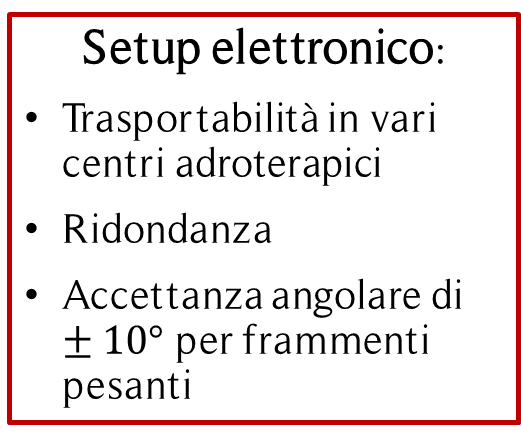 Setup elettronico:
• Trasportabilità in vari
centri adroterapici
• Ridondanza
• Accettanza angolare di
± 10° per frammenti
pesanti